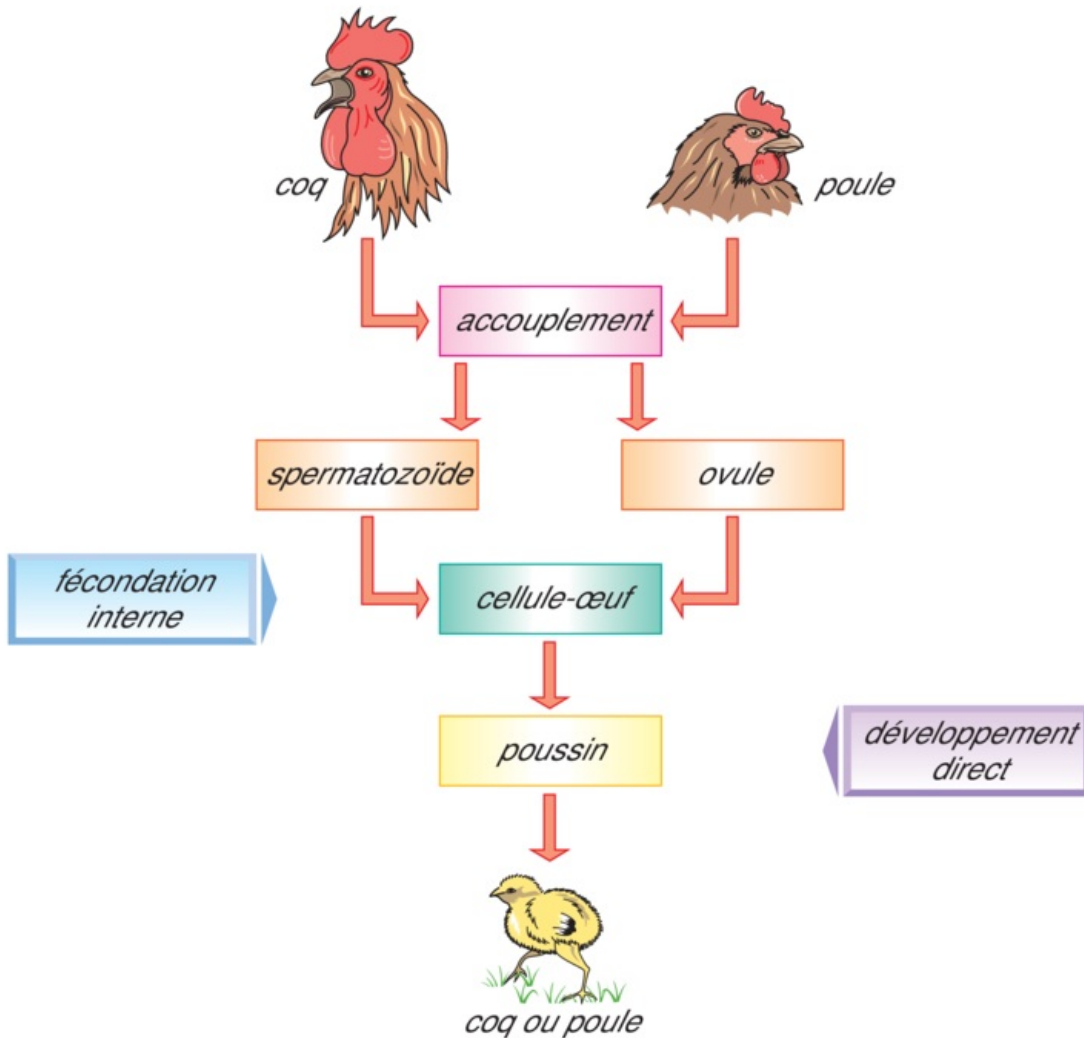 coq
poule
accouplement
spermatozoïde
ovule
fécondation
interne
cellule-œuf
poussin
développement
direct
coq ou poule